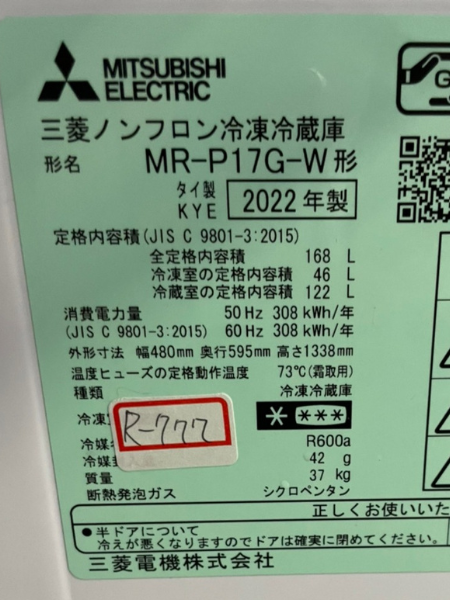 MITSUBISHI
ELECTRIC
三菱ノンフロン冷凍冷蔵庫
形名 MR-P17G-W形
タイ製
KYE 2022年製
定格内容積(JIS C 9801-3:2015)
全定格内容積 168 L
冷凍室の定格内容積 46 L
冷蔵室の定格内容積 122 L
消費電力量 50 Hz 308 kWh/年
(JIS C 9801-3:2015) 60 Hz 308 kWh/年
外形寸法 幅480mm 奥行595mm 高さ1338mm
温度ヒューズの定格動作温度 73℃(霜取用)
種類 冷凍冷蔵庫
冷凍 * ***
R-777
冷媒 R600a
冷媒 42 g
質量 37 kg
断熱発泡ガス シクロペンタン
正しくお使いいた
●半ドアについて
冷えが悪くなりますのでドアは確実に閉めてください。
三菱電機株式会社